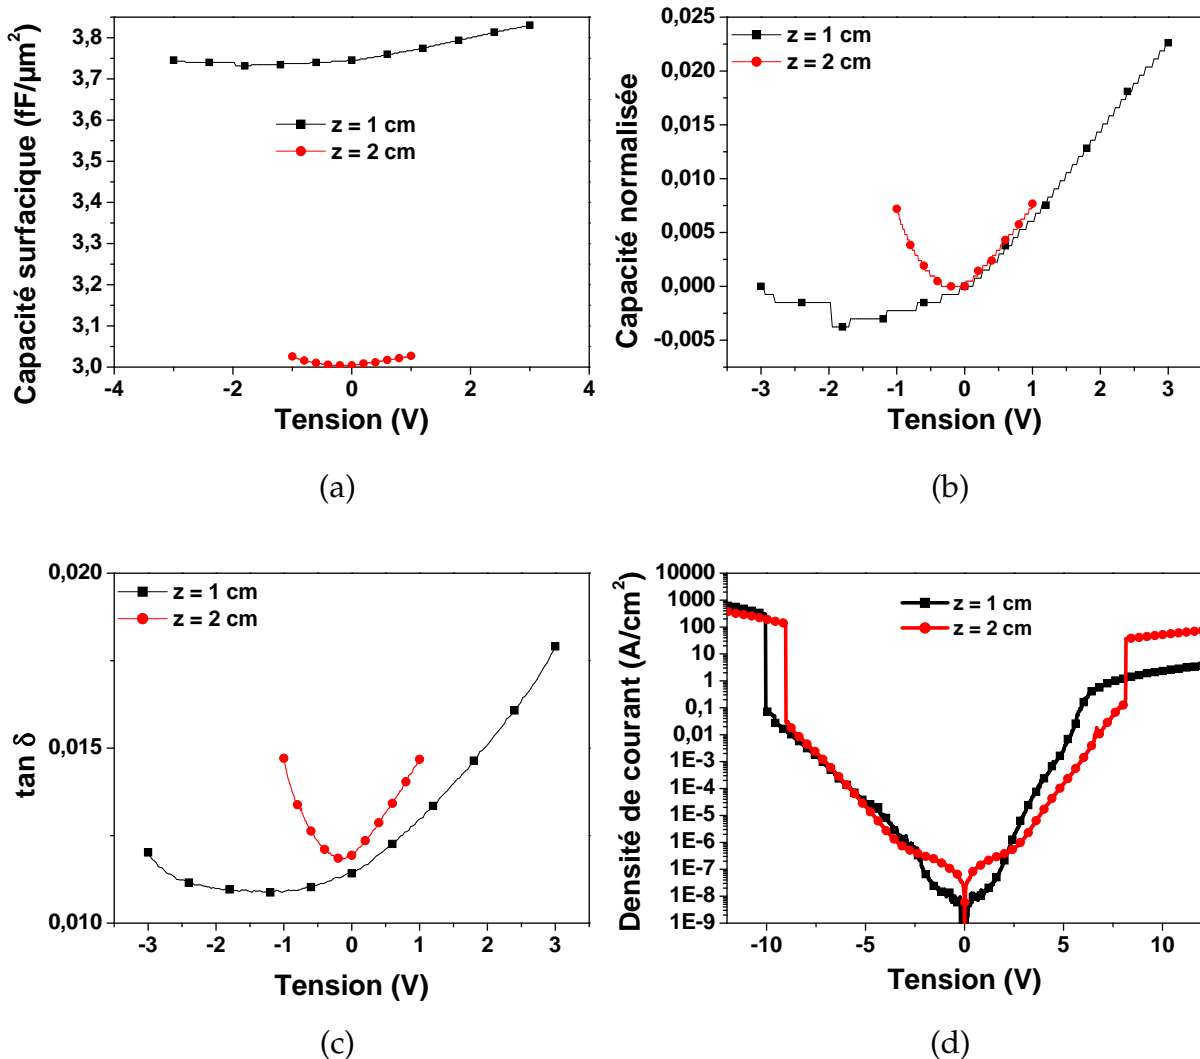 Capacité surfacique (fF/µm²)
3,8
3,7
3,6
3,5
3,4
3,3
3,2
3,1
3,0
z = 1 cm
z = 2 cm
-4 -2 0 2 4
Tension (V)
(a)
Capacité normalisée
0,025
0,020
0,015
0,010
0,005
0,000
-0,005
z = 1 cm
z = 2 cm
-3 -2 -1 0 1 2 3
Tension (V)
(b)
tan δ
0,020
0,015
0,010
z = 1 cm
z = 2 cm
-3 -2 -1 0 1 2 3
Tension (V)
(c)
Densité de courant (A/cm²)
10000
1000
100
10
1
0,1
0,01
1E-3
1E-4
1E-5
1E-6
1E-7
1E-8
1E-9
z = 1 cm
z = 2 cm
-10 -5 0 5 10
Tension (V)
(d)